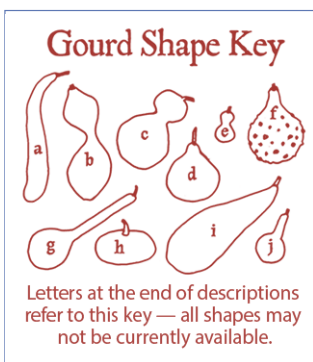 Gourd Shape Key
a
b
c
d
e
f
g
h
i
j
Letters at the end of descriptions
refer to this key — all shapes may
not be currently available.